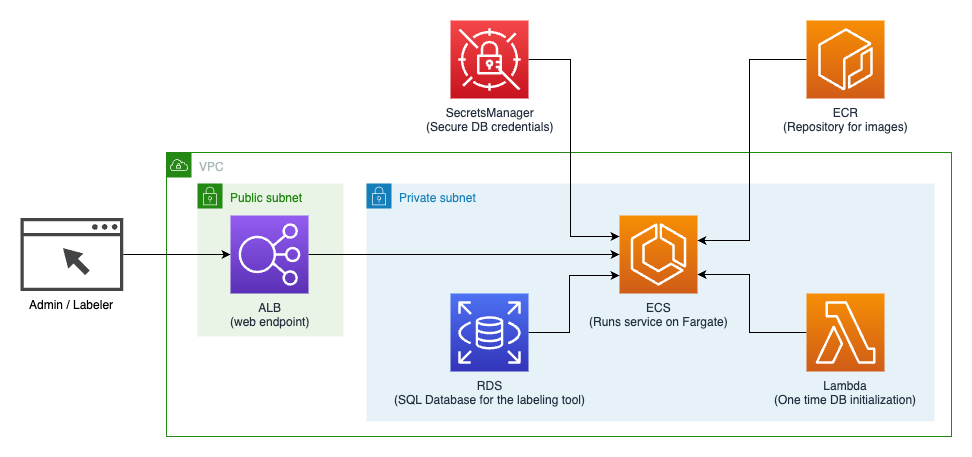 SecretsManager
(Secure DB credentials)
ECR
(Repository for images)
VPC
Public subnet
Private subnet
Admin / Labeler
ALB
(web endpoint)
ECS
(Runs service on Fargate)
RDS
(SQL Database for the labeling tool)
Lambda
(One time DB initialization)